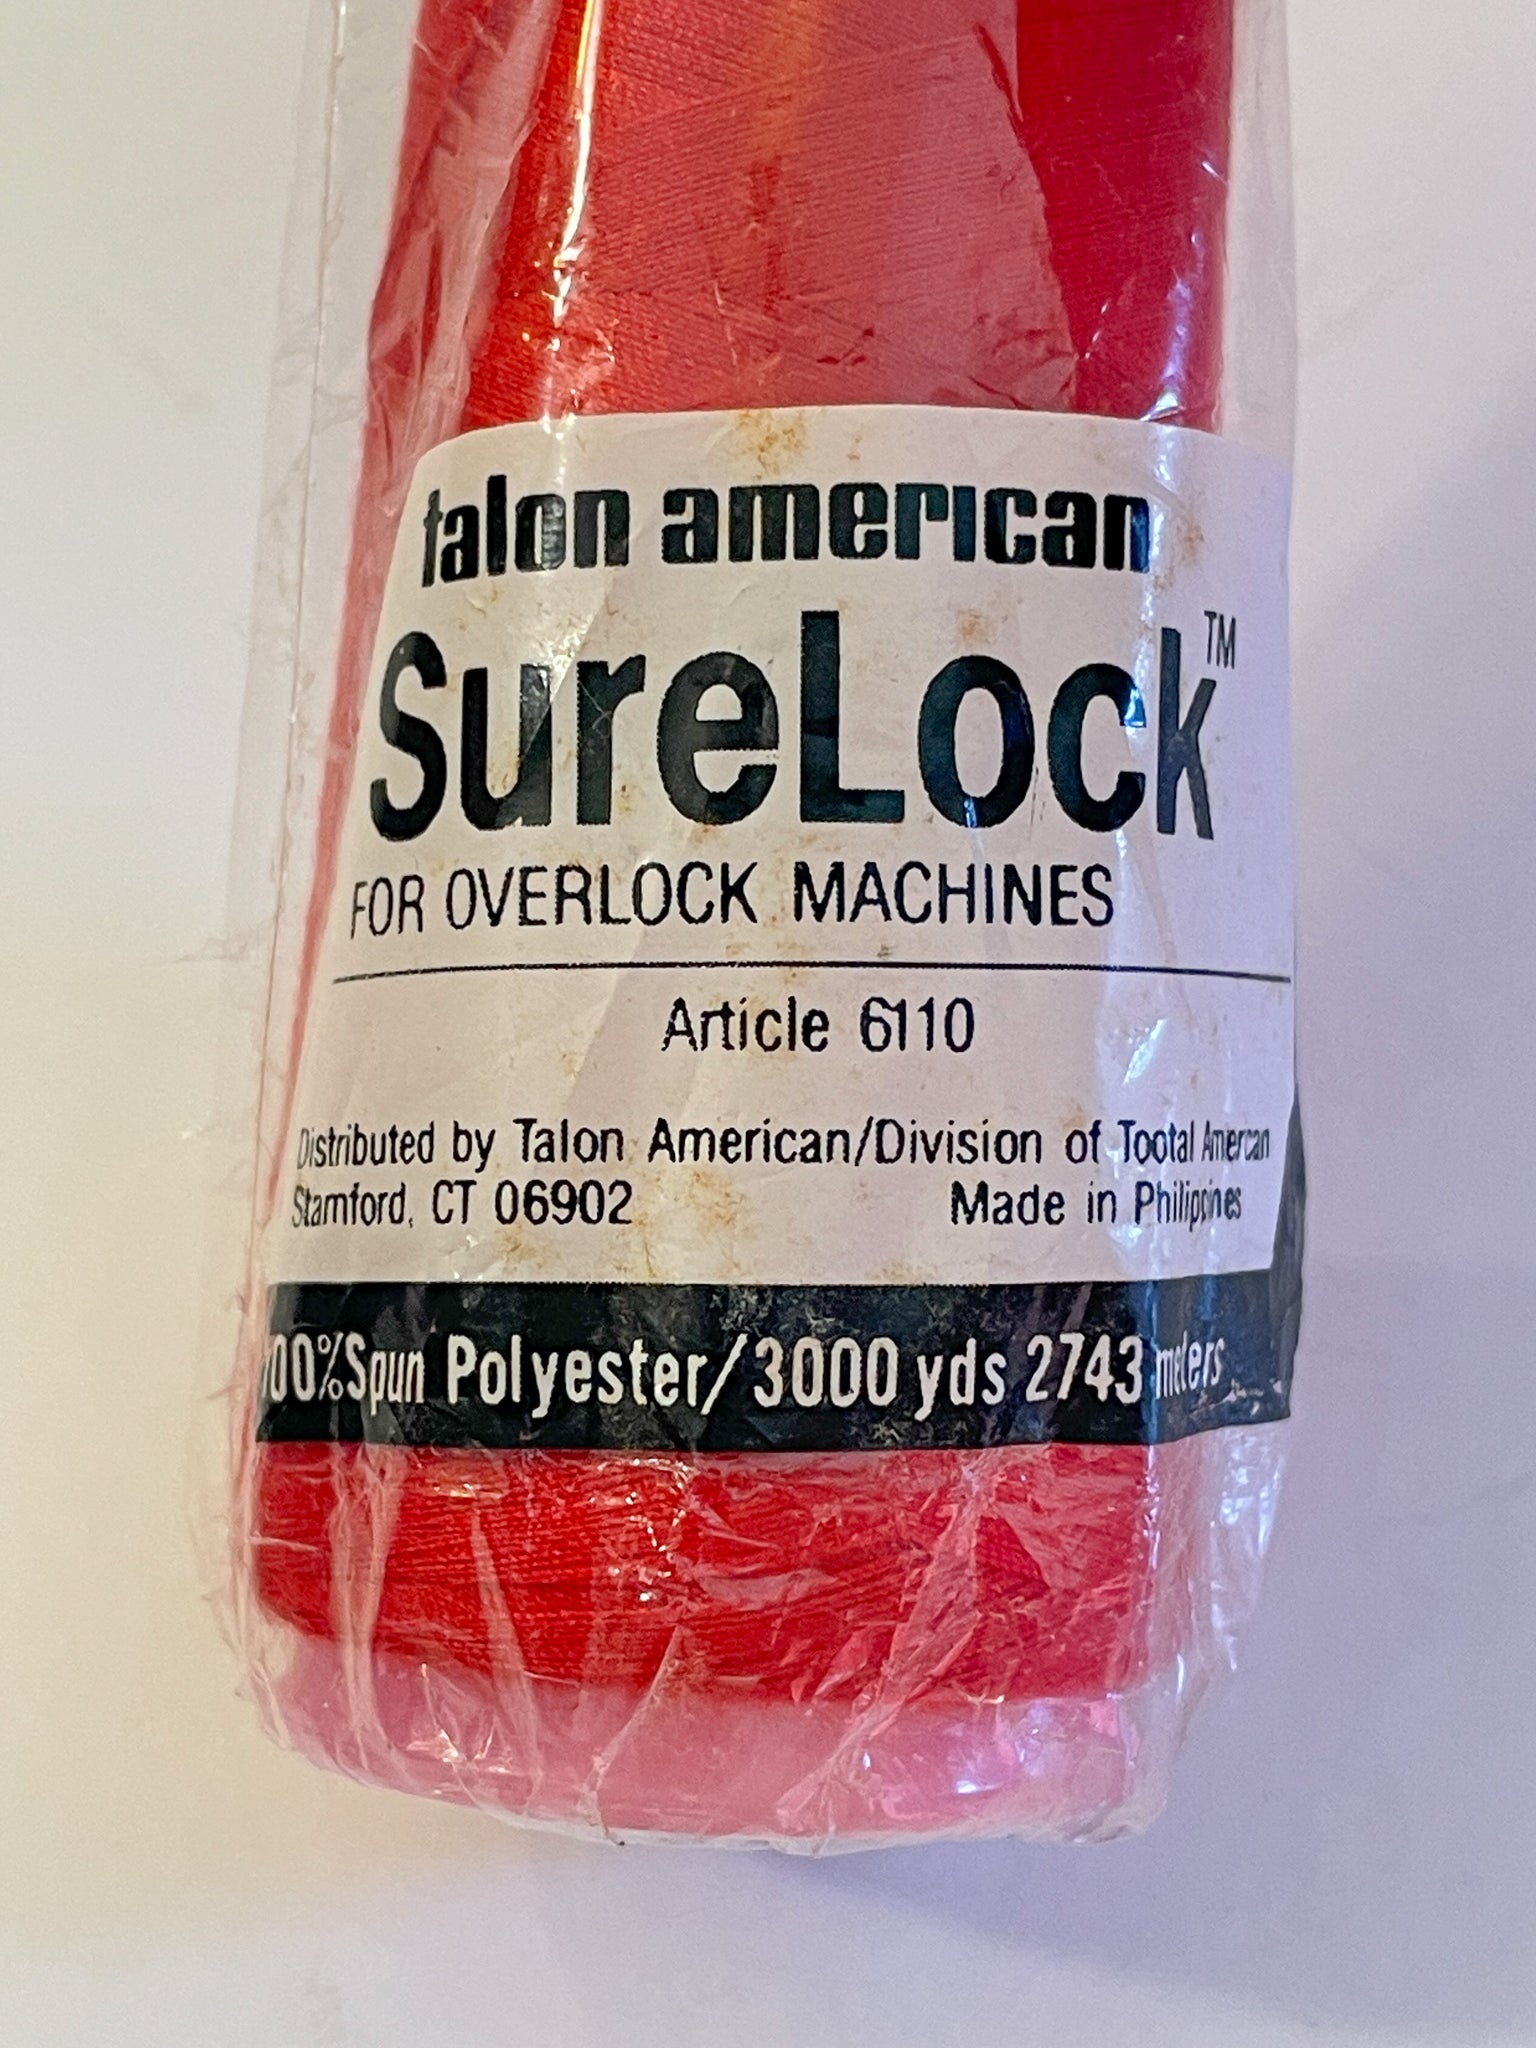 talon american
SureLock™
FOR OVERLOCK MACHINES
Article 6110
Distributed by Talon American/Division of Tootal American
Stamford, CT 06902 Made in Philippines
100%Spun Polyester/3000 yds 2743 meters